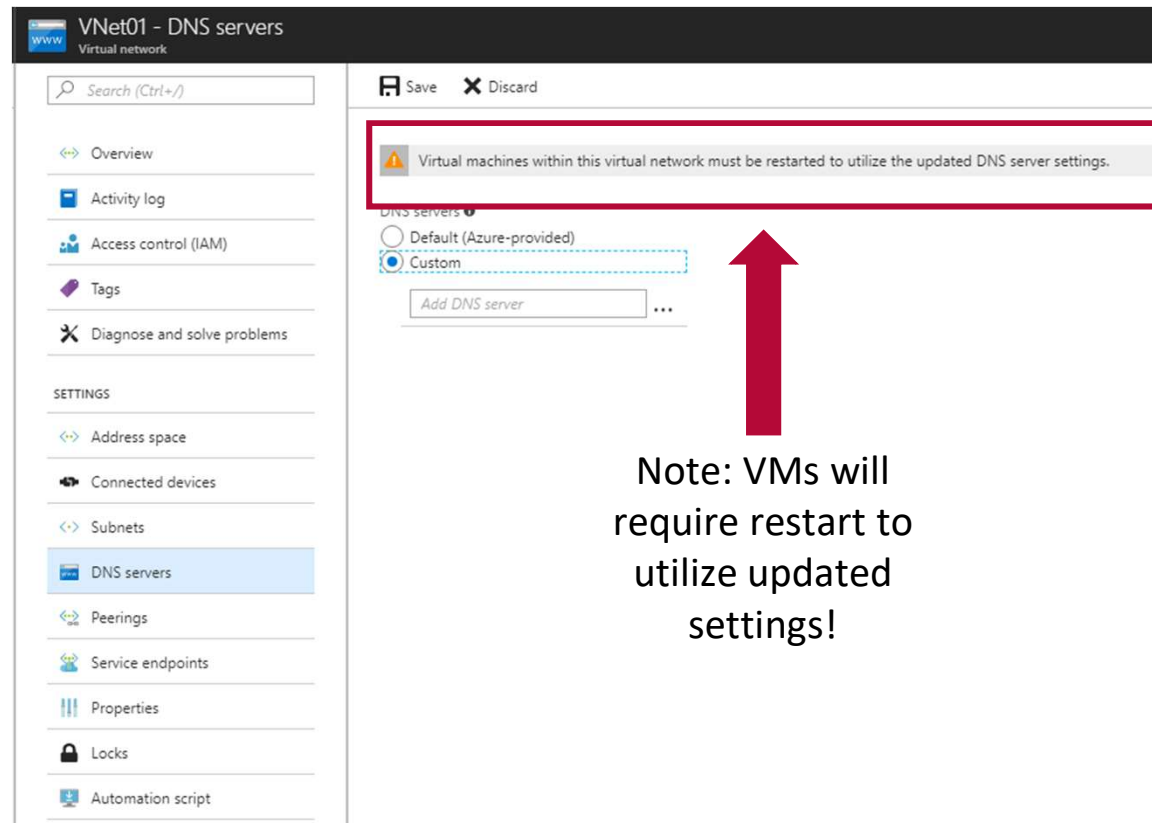 www
VNet01 - DNS servers
Virtual network
Search (Ctrl+/)
Overview
Activity log
Access control (IAM)
Tags
Diagnose and solve problems
SETTINGS
Address space
Connected devices
Subnets
DNS servers
Peerings
Service endpoints
Properties
Locks
Automation script
Save Discard
Virtual machines within this virtual network must be restarted to utilize the updated DNS server settings.
DNS servers
Default (Azure-provided)
Custom
Add DNS server
...
Note: VMs will
require restart to
utilize updated
settings!